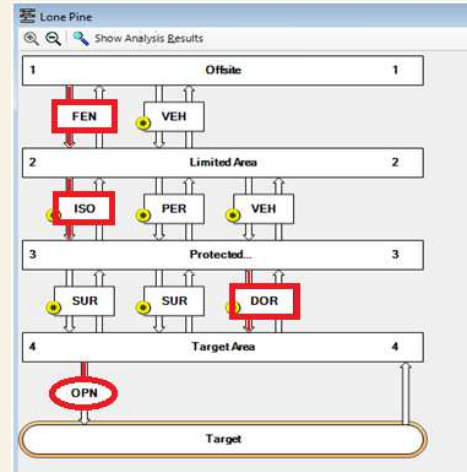 Lone Pine
Show Analysis Results
1 Offsite 1
FEN VEH
2 Limited Area 2
ISO PER VEH
3 Protected... 3
SUR SUR DOR
4 Target Area 4
OPN
Target